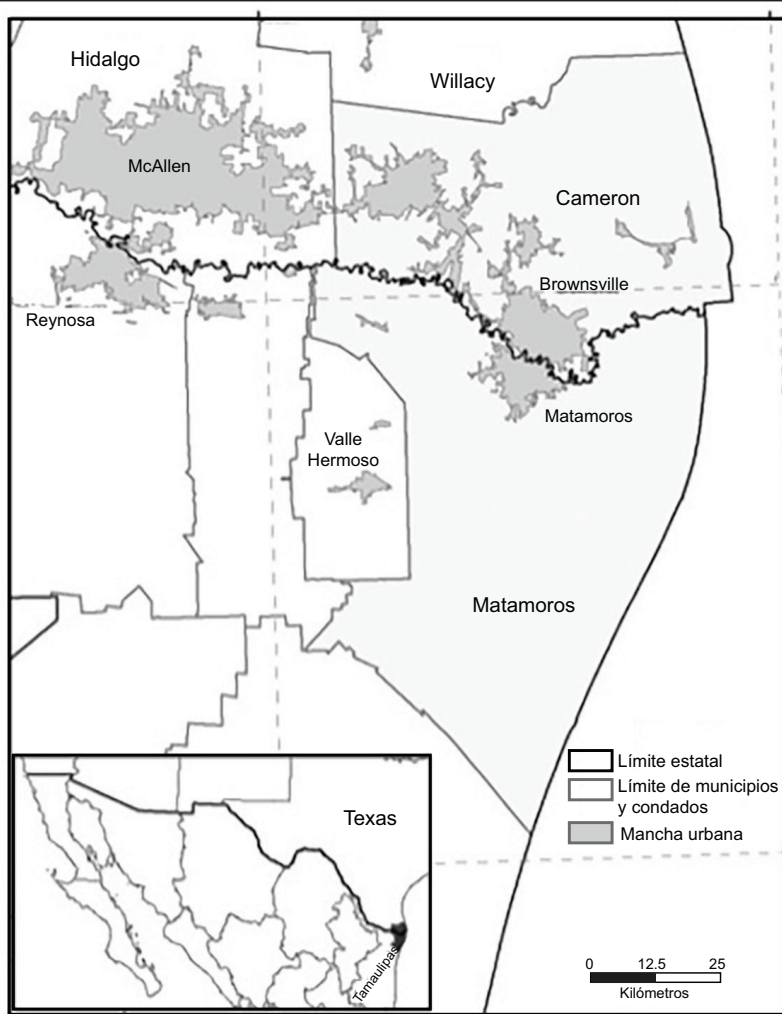 Hidalgo
Willacy
McAllen
Cameron
Brownsville
Reynosa
Matamoros
Valle
Hermoso
Matamoros
Límite estatal
Límite de municipios
y condados
Mancha urbana
Texas
Tamaulipas
0 12.5 25
Kilómetros